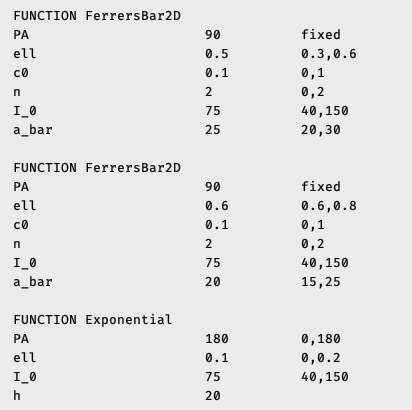 FUNCTION FerrersBar2D
PA 90 fixed
ell 0.5 0.3,0.6
c0 0.1 0,1
n 2 0,2
I_0 75 40,150
a_bar 25 20,30
FUNCTION FerrersBar2D
PA 90 fixed
ell 0.6 0.6,0.8
c0 0.1 0,1
n 2 0,2
I_0 75 40,150
a_bar 20 15,25
FUNCTION Exponential
PA 180 0,180
ell 0.1 0,0.2
I_0 75 40,150
h 20